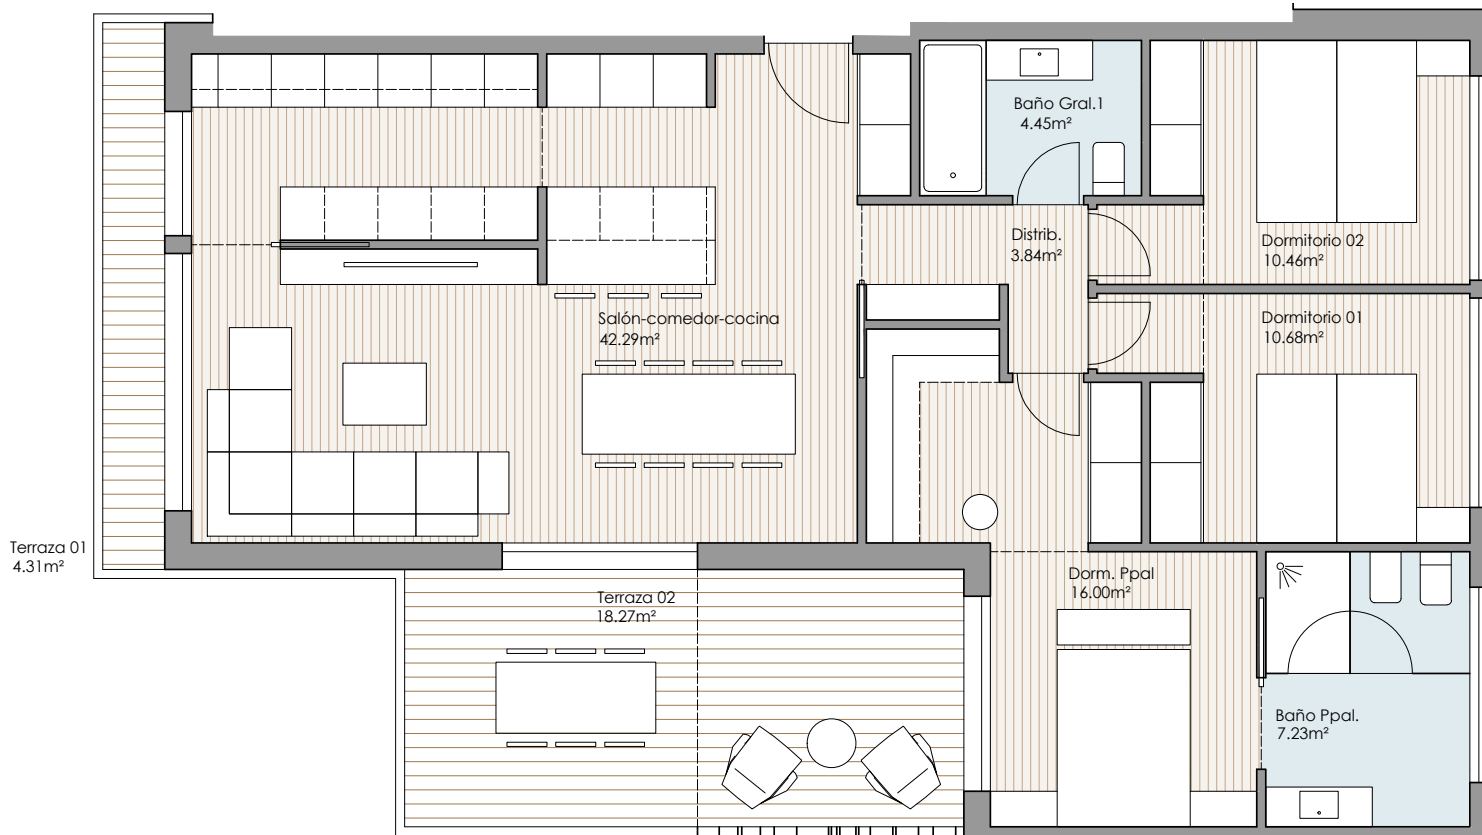 Baño Gral.1
4.45m²
Distrib.
3.84m²
Dormitorio 02
10.46m²
Salón-comedor-cocina
42.29m²
Dormitorio 01
10.68m²
Terraza 01
4.31m²
Dorm. Ppal
16.00m²
Terraza 02
18.27m²
Baño Ppal.
7.23m²